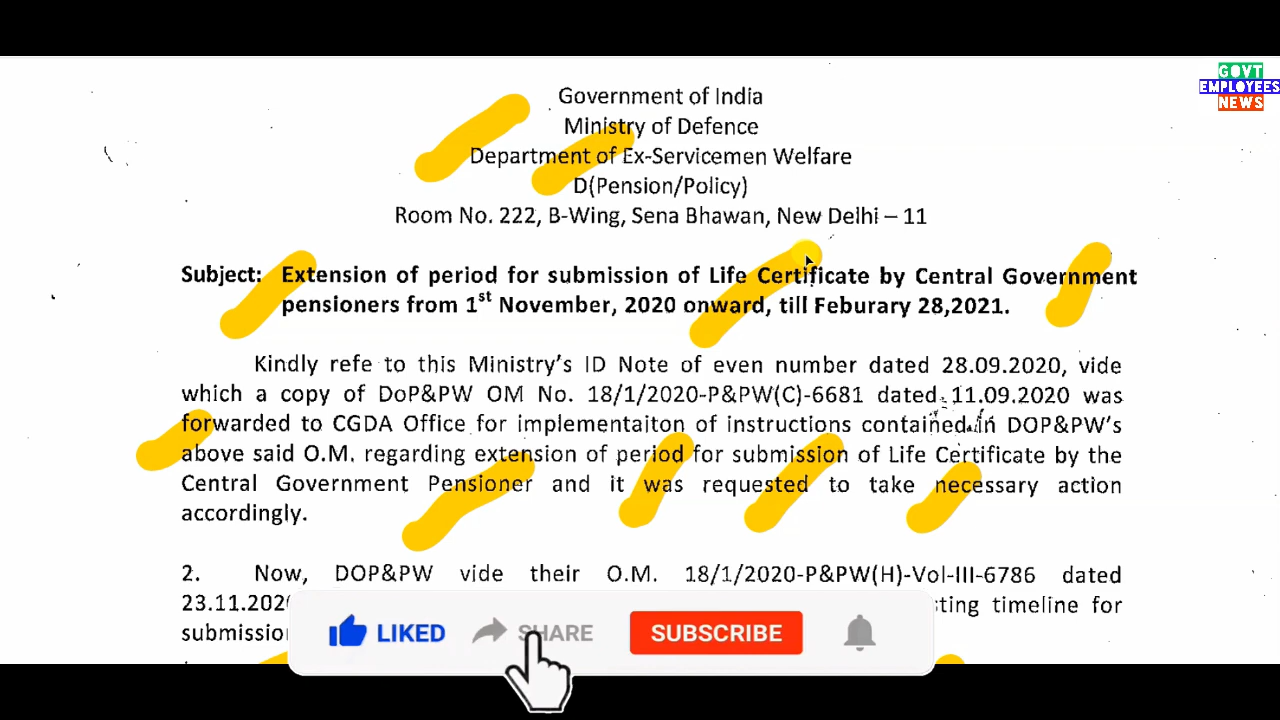 GOVT
EMPLOYEES
NEWS
Government of India
Ministry of Defence
Department of Ex-Servicemen Welfare
D(Pension/Policy)
Room No. 222, B-Wing, Sena Bhawan, New Delhi – 11
Subject: Extension of period for submission of Life Certificate by Central Government
pensioners from 1st November, 2020 onward, till Feburary 28,2021.
Kindly refe to this Ministry's ID Note of even number dated 28.09.2020, vide
which a copy of DoP&PW OM No. 18/1/2020-P&PW(C)-6681 dated 11.09.2020 was
forwarded to CGDA Office for implementaiton of instructions contained in DOP&PW's
above said O.M. regarding extension of period for submission of Life Certificate by the
Central Government Pensioner and it was requested to take necessary action
accordingly.
2. Now, DOP&PW vide their O.M. 18/1/2020-P&PW(H)-Vol-III-6786 dated
timeline for
LIKED SHARE SUBSCRIBE